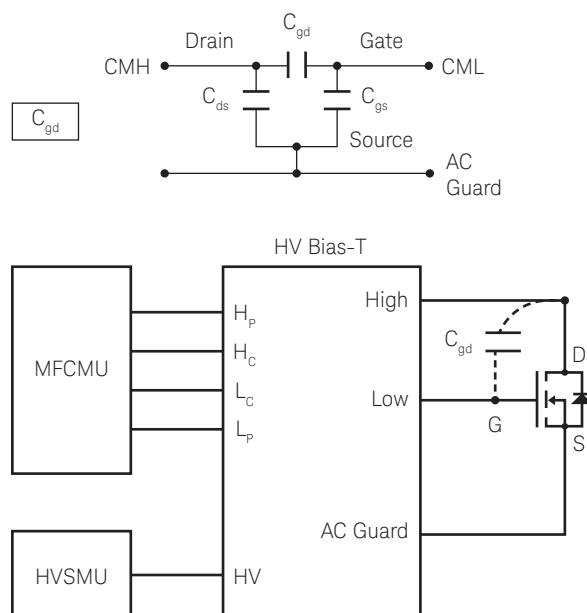 C_gd
Drain
Gate
CMH
CML
C_ds
C_gs
C_gd
Source
AC
Guard
HV Bias-T
High
H_P
C_gd
MFCMU
H_C
D
L_C
Low
L_P
G
S
AC Guard
HVSMU
HV